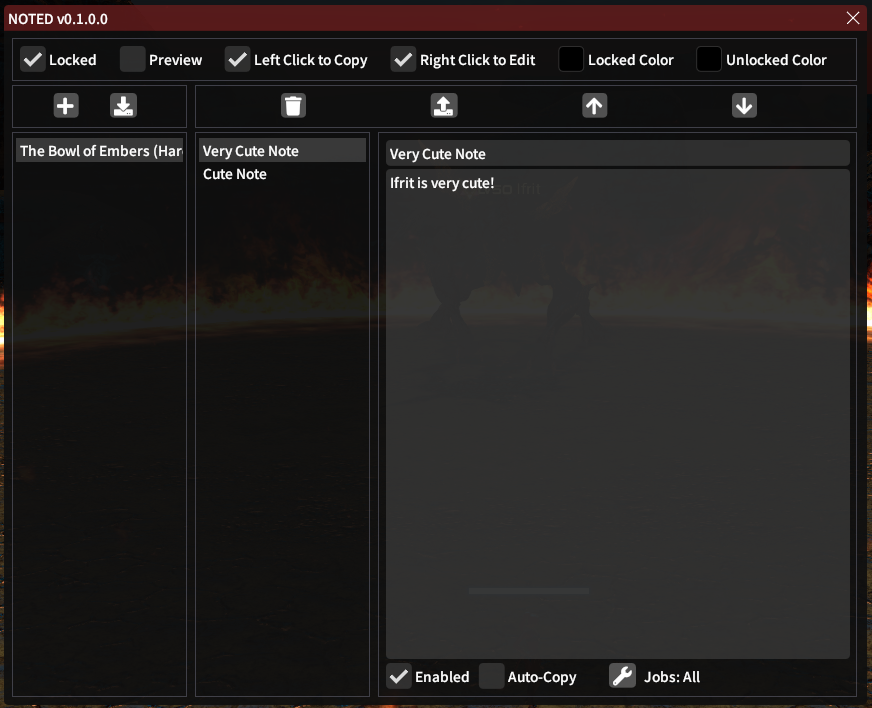 NOTED v0.1.0.0
Locked Preview Left Click to Copy Right Click to Edit Locked Color Unlocked Color
The Bowl of Embers (Har
Very Cute Note
Cute Note
Very Cute Note
Ifrit is very cute!
Enabled Auto-Copy Jobs: All